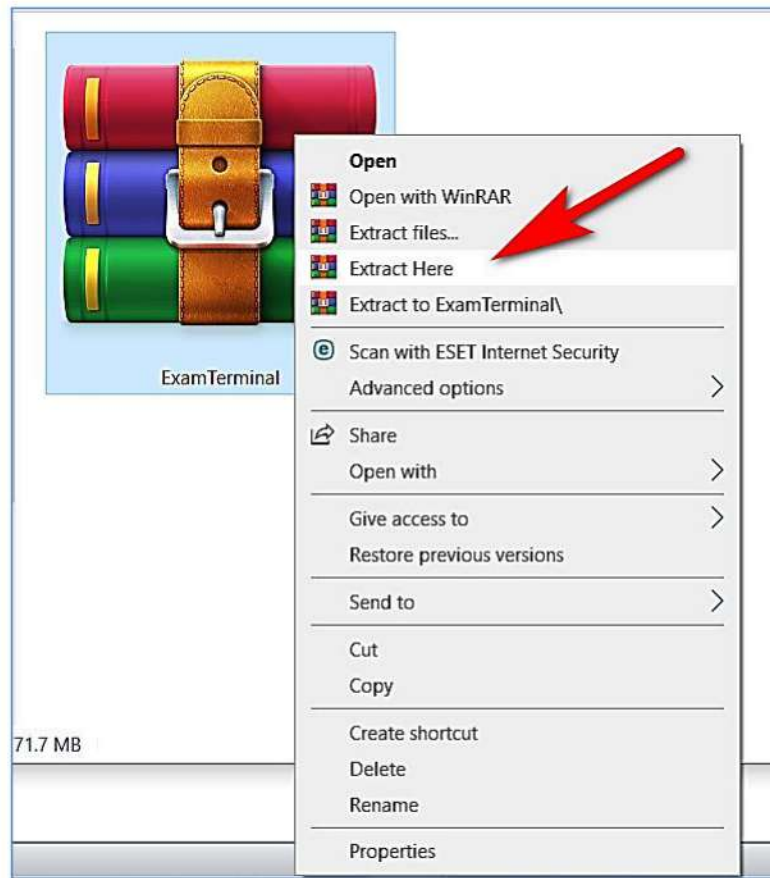 Open
Open with WinRAR
Extract files...
Extract Here
Extract to ExamTerminal\
Scan with ESET Internet Security
ExamTerminal
Advanced options
Share
Open with
Give access to
Restore previous versions
Send to
Cut
Copy
Create shortcut
71.7 MB
Delete
Rename
Properties